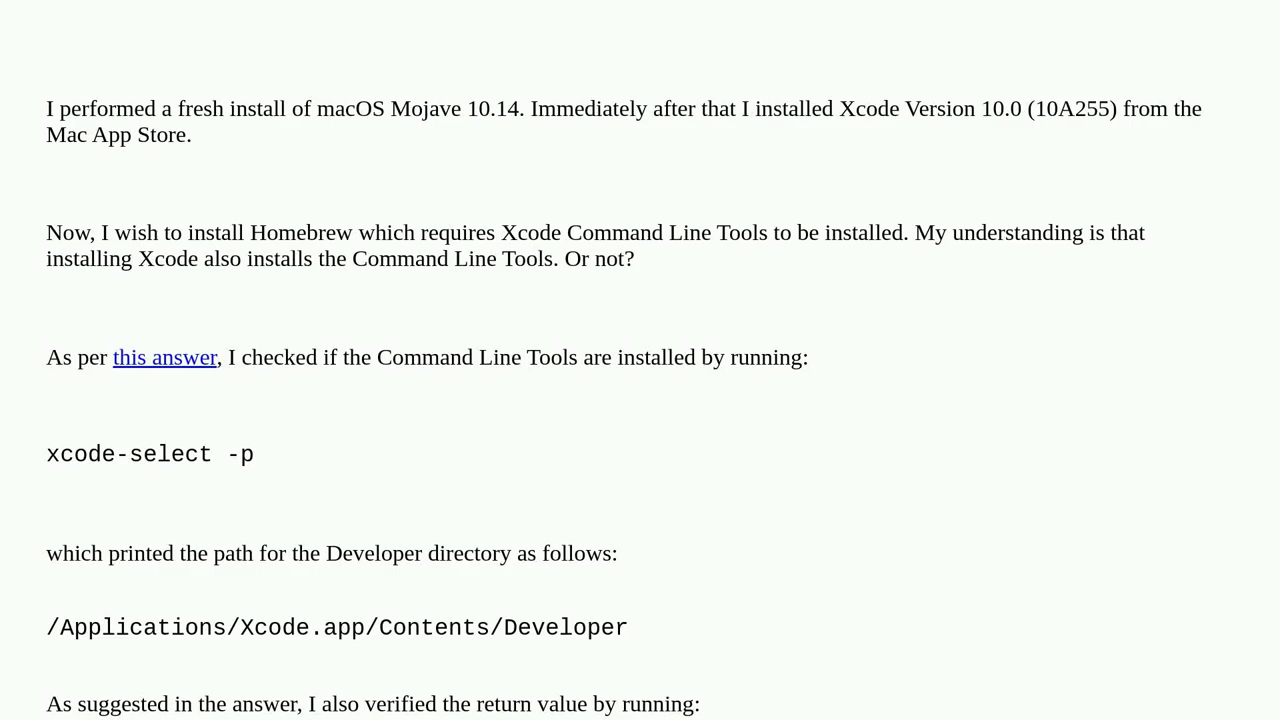 I performed a fresh install of macOS Mojave 10.14. Immediately after that I installed Xcode Version 10.0 (10A255) from the
Mac App Store.
Now, I wish to install Homebrew which requires Xcode Command Line Tools to be installed. My understanding is that
installing Xcode also installs the Command Line Tools. Or not?
As per this answer, I checked if the Command Line Tools are installed by running:
xcode-select -p
which printed the path for the Developer directory as follows:
/Applications/Xcode.app/Contents/Developer
As suggested in the answer, I also verified the return value by running: